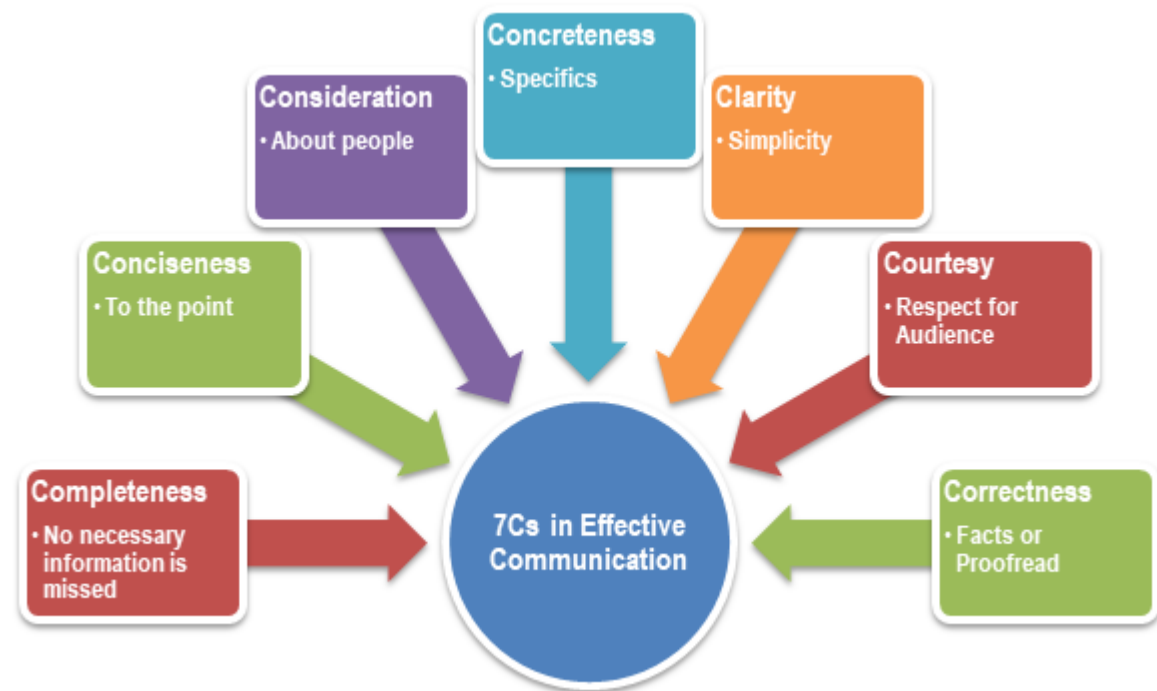 Completeness
• No necessary
information is
missed
Conciseness
• To the point
Consideration
• About people
Concreteness
• Specifics
Clarity
• Simplicity
Courtesy
• Respect for
Audience
Correctness
• Facts or
Proofread
7Cs in Effective
Communication